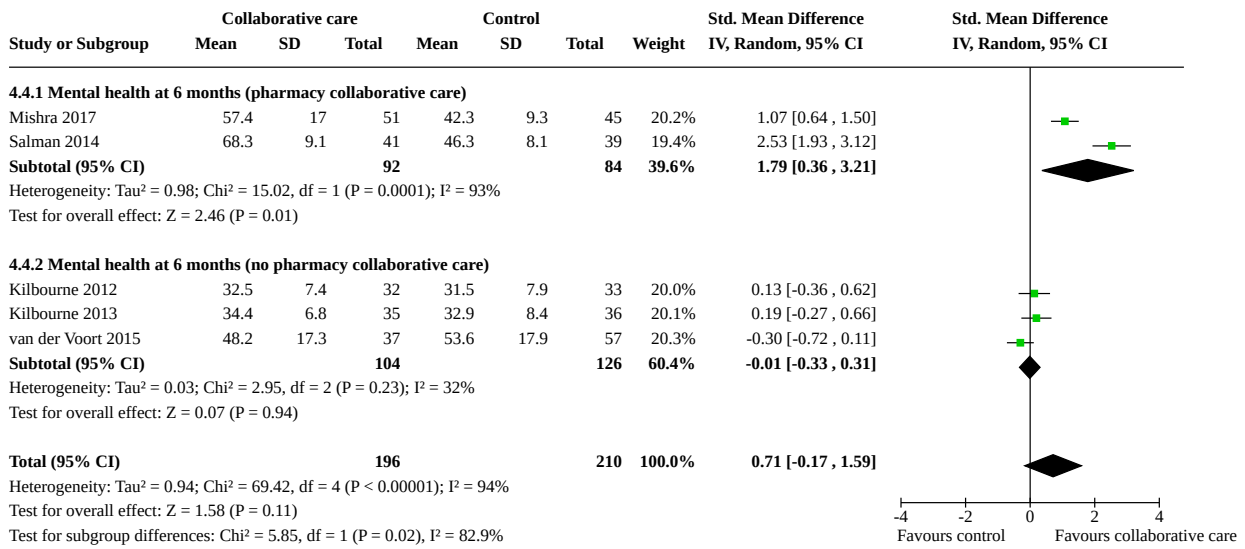 Collaborative care Control Std. Mean Difference Std. Mean Difference
Study or Subgroup Mean SD Total Mean SD Total Weight IV, Random, 95% CI IV, Random, 95% CI
4.4.1 Mental health at 6 months (pharmacy collaborative care)
Mishra 2017 57.4 17 51 42.3 9.3 45 20.2% 1.07 [0.64 , 1.50]
Salman 2014 68.3 9.1 41 46.3 8.1 39 19.4% 2.53 [1.93 , 3.12]
Subtotal (95% CI) 92 84 39.6% 1.79 [0.36 , 3.21]
Heterogeneity: Tau² = 0.98; Chi² = 15.02, df = 1 (P = 0.0001); I² = 93%
Test for overall effect: Z = 2.46 (P = 0.01)
4.4.2 Mental health at 6 months (no pharmacy collaborative care)
Kilbourne 2012 32.5 7.4 32 31.5 7.9 33 20.0% 0.13 [-0.36 , 0.62]
Kilbourne 2013 34.4 6.8 35 32.9 8.4 36 20.1% 0.19 [-0.27 , 0.66]
van der Voort 2015 48.2 17.3 37 53.6 17.9 57 20.3% -0.30 [-0.72 , 0.11]
Subtotal (95% CI) 104 126 60.4% -0.01 [-0.33 , 0.31]
Heterogeneity: Tau² = 0.03; Chi² = 2.95, df = 2 (P = 0.23); I² = 32%
Test for overall effect: Z = 0.07 (P = 0.94)
Total (95% CI) 196 210 100.0% 0.71 [-0.17 , 1.59]
Heterogeneity: Tau² = 0.94; Chi² = 69.42, df = 4 (P < 0.00001); I² = 94%
Test for overall effect: Z = 1.58 (P = 0.11)
-4 -2 0 2 4
Test for subgroup differences: Chi² = 5.85, df = 1 (P = 0.02), I² = 82.9% Favours control Favours collaborative care